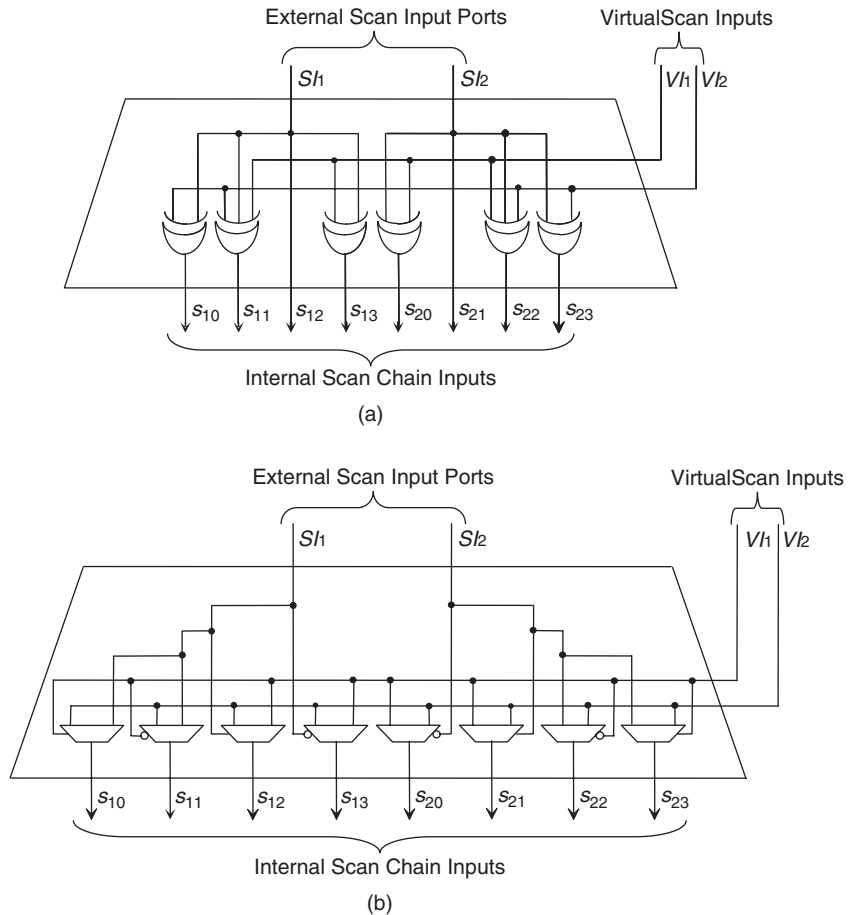 External Scan Input Ports
VirtualScan Inputs
SI1 SI2 VI1 VI2
s10 s11 s12 s13 s20 s21 s22 s23
Internal Scan Chain Inputs
(a)
External Scan Input Ports
VirtualScan Inputs
SI1 SI2 VI1 VI2
s10 s11 s12 s13 s20 s21 s22 s23
Internal Scan Chain Inputs
(b)